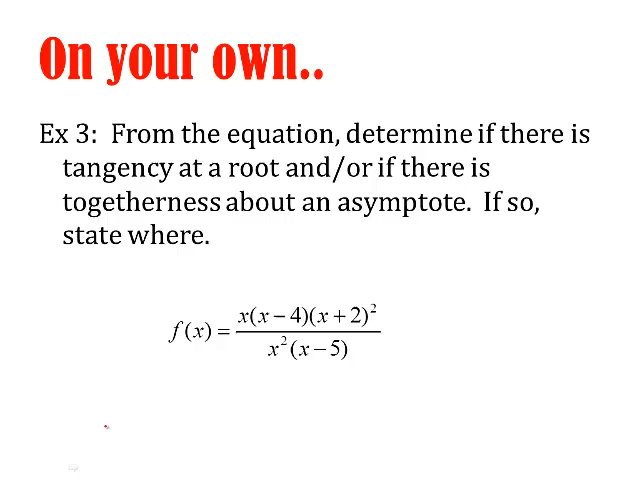 On your own..
Ex 3: From the equation, determine if there is
tangency at a root and/or if there is
togetherness about an asymptote. If so,
state where.
f(x) = x(x − 4)(x + 2)² / x²(x − 5)